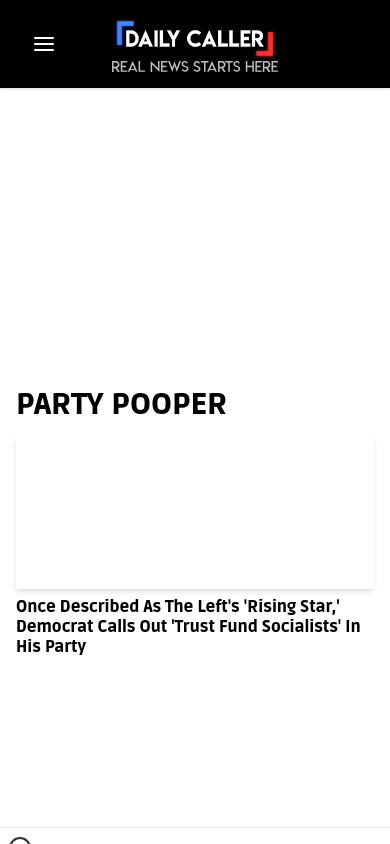 DAILY CALLER
REAL NEWS STARTS HERE
PARTY POOPER
Once Described As The Left's 'Rising Star,'
Democrat Calls Out 'Trust Fund Socialists' In
His Party